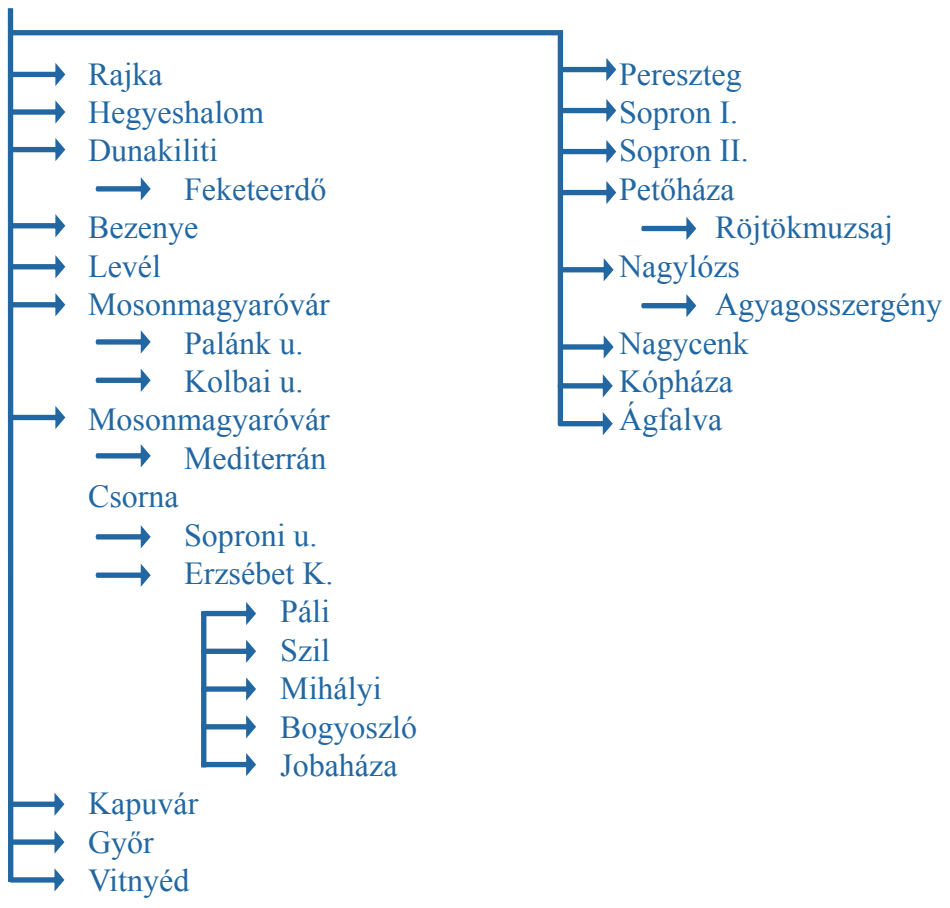 Rajka
Hegyeshalom
Dunakiliti
Feketeerdő
Bezenye
Levél
Mosonmagyaróvár
Palánk u.
Kolbai u.
Mosonmagyaróvár
Mediterrán
Csorna
Soproni u.
Erzsébet K.
Páli
Szil
Mihályi
Bogyoszló
Jobaháza
Kapuvár
Győr
Vitnyéd
Pereszteg
Sopron I.
Sopron II.
Petőháza
Röjtökmuzsaj
Nagylózs
Agyagosszergény
Nagycenk
Kópháza
Ágfalva